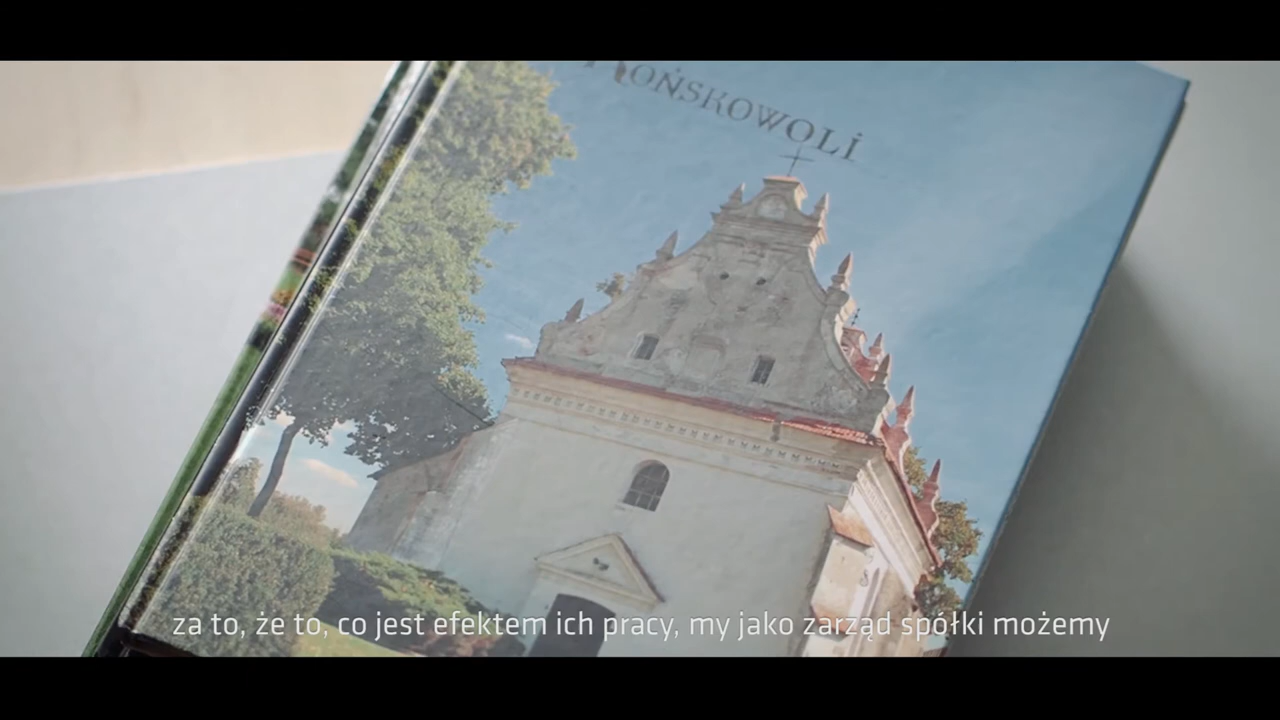 KOŃSKOWOLI
za to, że to, co jest efektem ich pracy, my jako zarząd spółki możemy